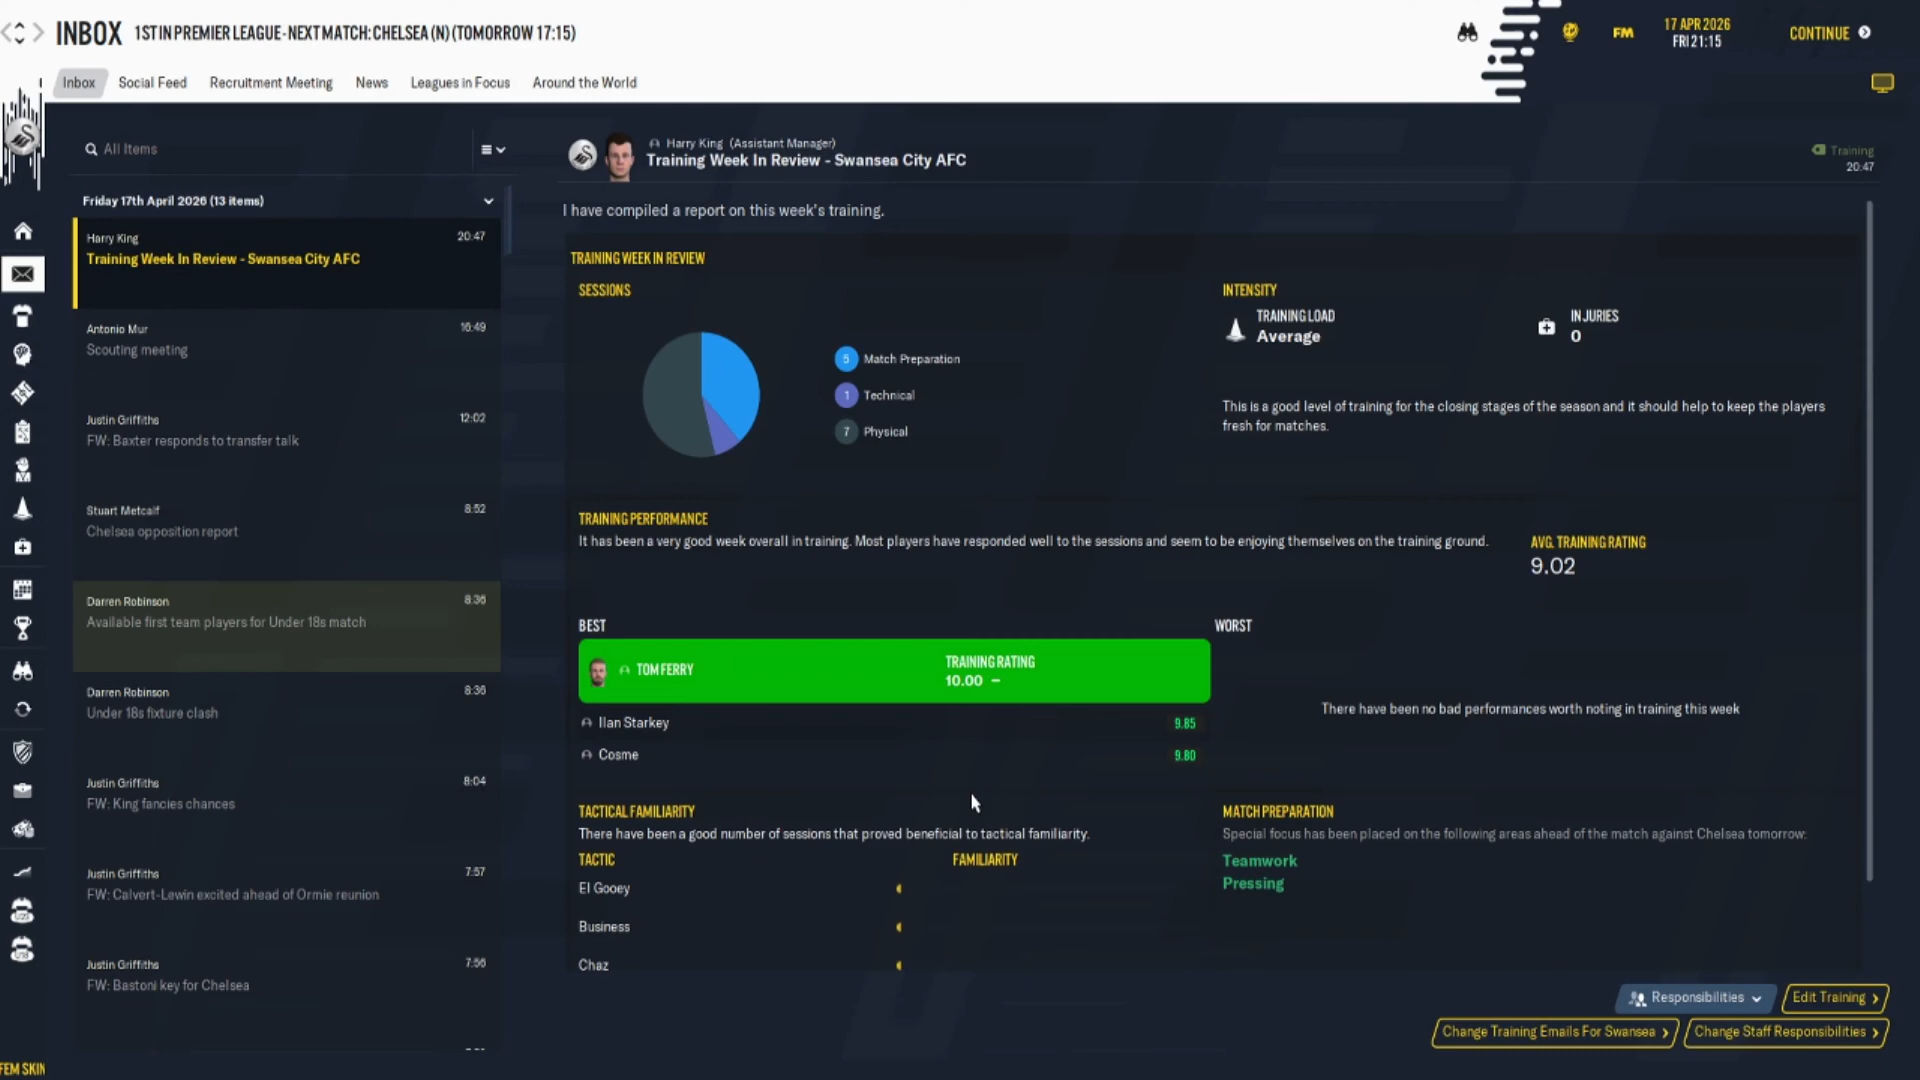 INBOX
1ST IN PREMIER LEAGUE - NEXT MATCH: CHELSEA (N) (TOMORROW 17:15)
FM
17 APR 2026
FRI 21:15
CONTINUE
Inbox
Social Feed
Recruitment Meeting
News
Leagues in Focus
Around the World
All Items
Friday 17th April 2026 (13 items)
Harry King
20:47
Training Week In Review - Swansea City AFC
Antonio Mur
16:49
Scouting meeting
Justin Griffiths
12:02
FW: Baxter responds to transfer talk
Stuart Metcalf
8:52
Chelsea opposition report
Darren Robinson
8:36
Available first team players for Under 18s match
Darren Robinson
8:36
Under 18s fixture clash
Justin Griffiths
8:04
FW: King fancies chances
Justin Griffiths
7:57
FW: Calvert-Lewin excited ahead of Ormie reunion
Justin Griffiths
7:56
FW: Bastoni key for Chelsea
FEM SKIN
Harry King (Assistant Manager)
Training Week In Review - Swansea City AFC
Training
20:47
I have compiled a report on this week's training.
TRAINING WEEK IN REVIEW
SESSIONS
5 Match Preparation
1 Technical
7 Physical
INTENSITY
TRAINING LOAD
Average
INJURIES
0
This is a good level of training for the closing stages of the season and it should help to keep the players
fresh for matches.
TRAINING PERFORMANCE
It has been a very good week overall in training. Most players have responded well to the sessions and seem to be enjoying themselves on the training ground.
AVG. TRAINING RATING
9.02
BEST
TOM FERRY
TRAINING RATING
10.00 -
Ilan Starkey
9.85
Cosme
9.80
WORST
There have been no bad performances worth noting in training this week
TACTICAL FAMILIARITY
There have been a good number of sessions that proved beneficial to tactical familiarity.
TACTIC
FAMILIARITY
El Gooey
Business
Chaz
MATCH PREPARATION
Special focus has been placed on the following areas ahead of the match against Chelsea tomorrow:
Teamwork
Pressing
Responsibilities
Edit Training
Change Training Emails For Swansea
Change Staff Responsibilities